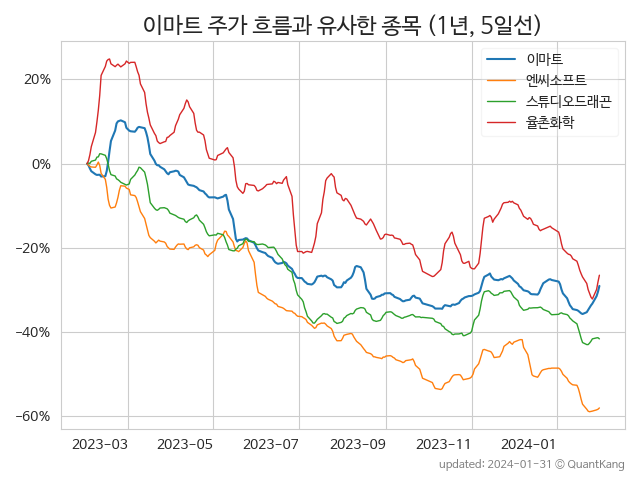 이마트 주가 흐름과 유사한 종목 (1년, 5일선)
이마트
엔씨소프트
스튜디오드래곤
율촌화학
20%
0%
−20%
−40%
−60%
2023-03 2023-05 2023-07 2023-09 2023-11 2024-01
updated: 2024-01-31 © QuantKang